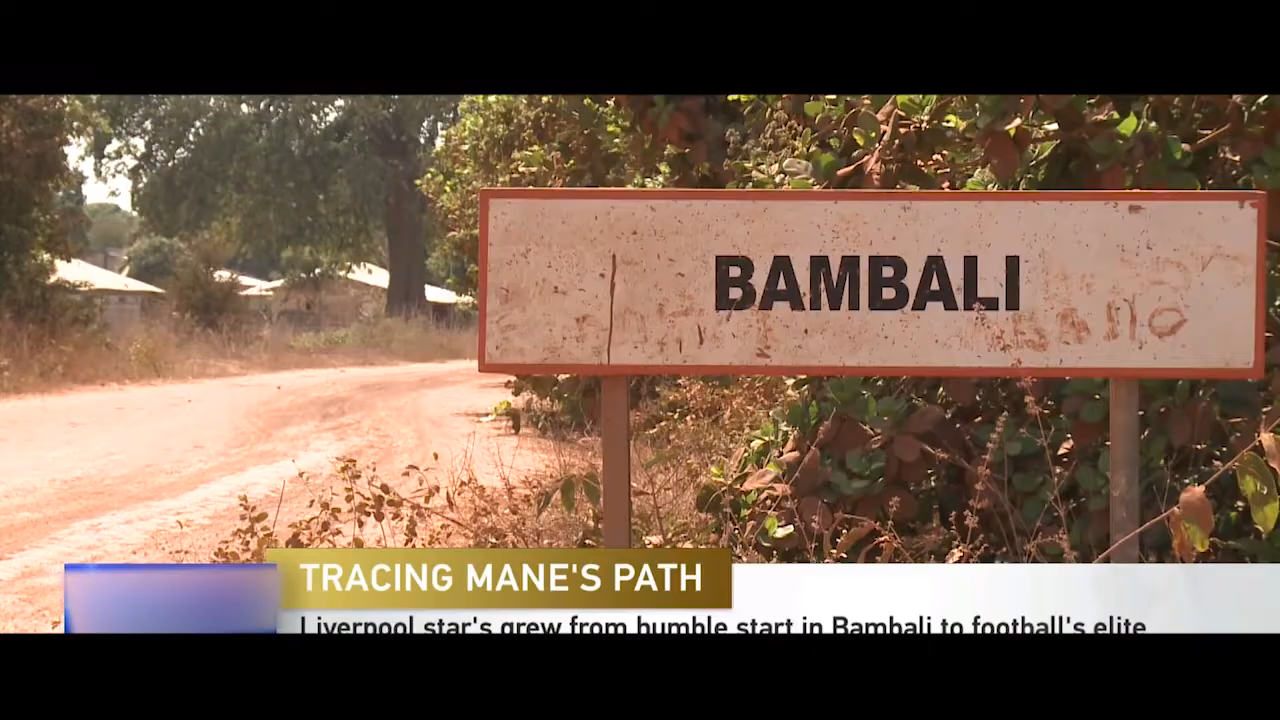 BAMBALI
TRACING MANE'S PATH
Liverpool star's grew from humble start in Bambali to football's elite